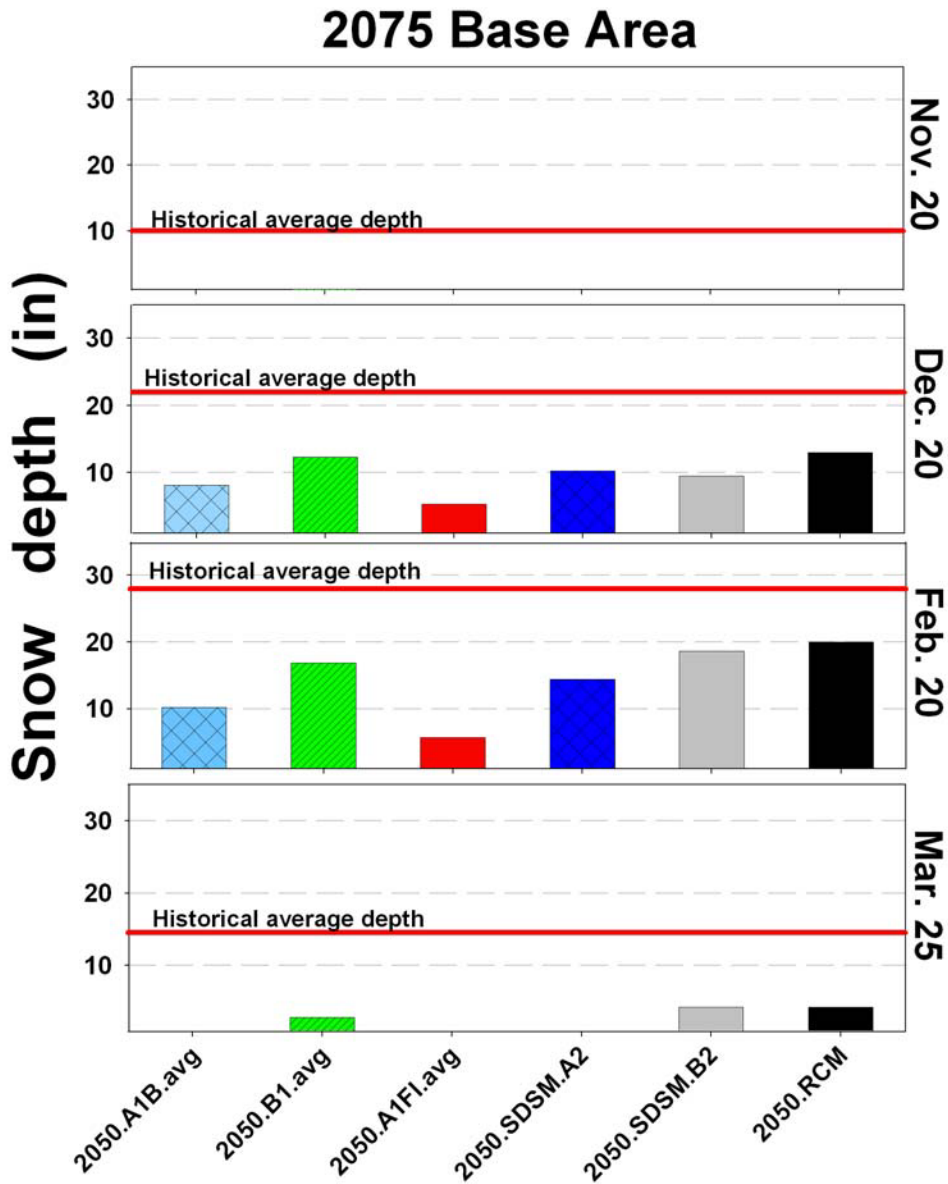 2075 Base Area
Snow depth (in)
30
20
10
Historical average depth
Nov. 20
30
20
10
Historical average depth
Dec. 20
30
20
10
Historical average depth
Feb. 20
30
20
10
Historical average depth
Mar. 25
2050.A1B.avg
2050.B1.avg
2050.A1FI.avg
2050.SDSM.A2
2050.SDSM.B2
2050.RCM